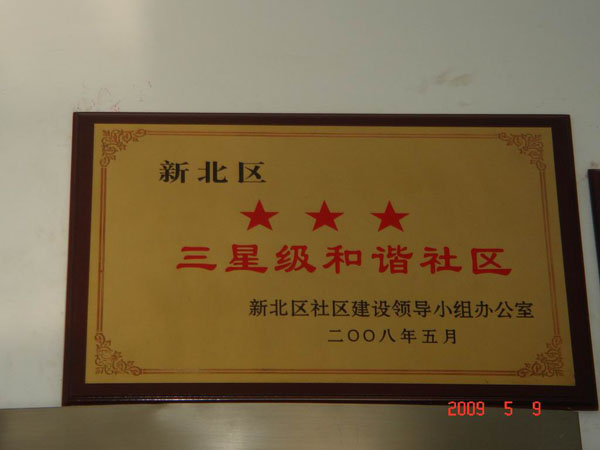 新北区
★ ★ ★
三星级和谐社区
新北区社区建设领导小组办公室
二〇〇八年五月
2009 5 9